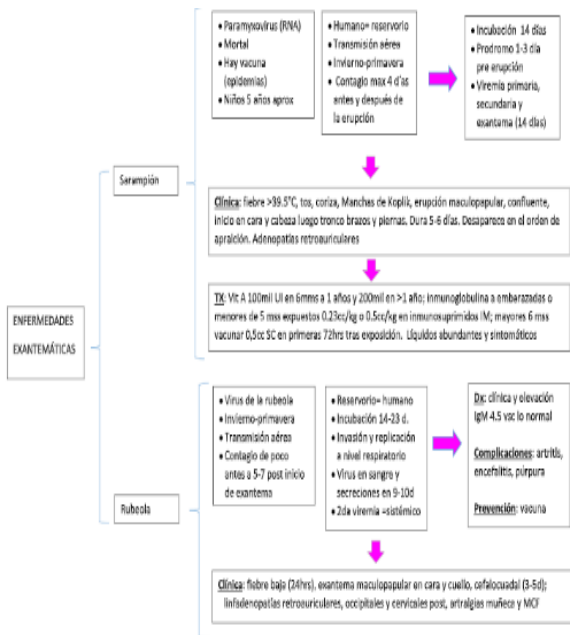 • Paramyxovirus (RNA)
• Mortal
• Hay vacuna
(epidemias)
• Niños 5 años aprox
• Humano= reservorio
• Transmisión aérea
• Invierno-primavera
• Contagio max 4 días
antes y después de
la erupción
• Incubación 14 días
• Prodromo 1-3 día
pre erupción
• Viremia primaria,
secundaria y
exantema (14 días)
Sarampión
Clínica: fiebre >39.5°C, tos, coriza, Manchas de Koplik, erupción maculopapular, confluente,
inicio en cara y cabeza luego tronco brazos y piernas. Dura 5-6 días. Desaparece en el orden de
apraición. Adenopatías retroauriculares
TX: Vit A 100mil UI en 6mms a 1 años y 200mil en >1 año; inmunoglobulina a embarazadas o
menores de 5 mss expuestos 0.23cc/kg o 0.5cc/kg en inmunosuprimidos IM; mayores 6 mss
vacunar 0,5cc SC en primeras 72hrs tras exposición. Líquidos abundantes y sintomáticos
ENFERMEDADES
EXANTEMÁTICAS
• Virus de la rubeola
• Invierno-primavera
• Transmisión aérea
• Contagio de poco
antes a 5-7 post inicio
de exantema
• Reservorio= humano
• Incubación 14-23 d.
• Invasión y replicación
a nivel respiratorio
• Virus en sangre y
secreciones en 9-10d
• 2da viremia =sistémico
Dx: clínica y elevación
IgM 4.5 vsc lo normal
Complicaciones: artritis,
encefalitis, púrpura
Prevención: vacuna
Rubeola
Clínica: fiebre baja (24hrs), exantema maculopapular en cara y cuello, cefalocuadal (3-5d);
linfadenopatías retroauriculares, occipitales y cervicales post, artralgias muñeca y MCF